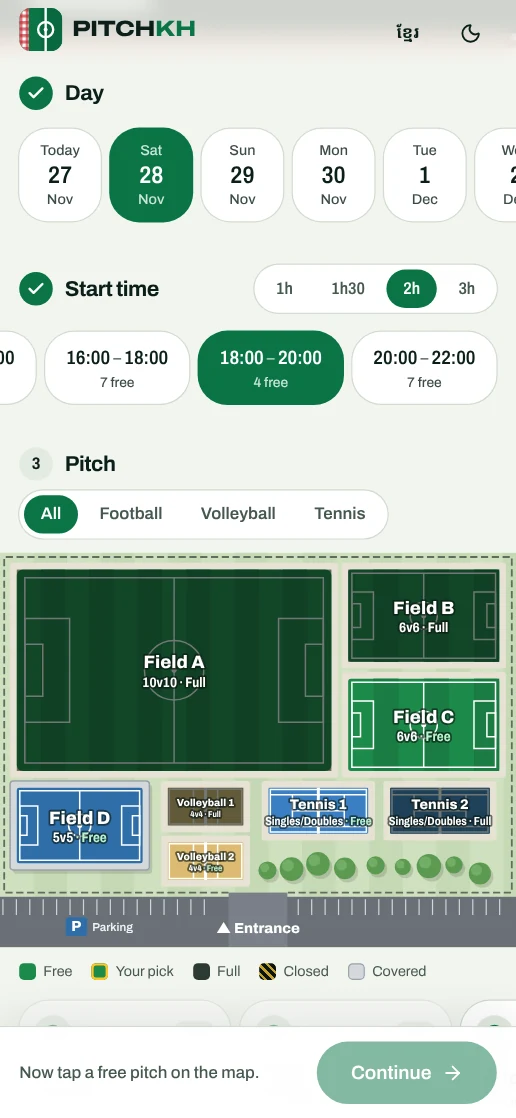 PITCHKH
ខ្មែរ
Day
Today
27
Nov
Sat
28
Nov
Sun
29
Nov
Mon
30
Nov
Tue
1
Dec
Start time
1h
1h30
2h
3h
16:00 – 18:00
7 free
18:00 – 20:00
4 free
20:00 – 22:00
7 free
3
Pitch
All
Football
Volleyball
Tennis
Field A
10v10 · Full
Field B
6v6 · Full
Field C
6v6 · Free
Field D
5v5 · Free
Volleyball 1
4v4 · Full
Volleyball 2
4v4 · Free
Tennis 1
Singles/Doubles · Free
Tennis 2
Singles/Doubles · Full
P Parking
Entrance
Free
Your pick
Full
Closed
Covered
Now tap a free pitch on the map.
Continue